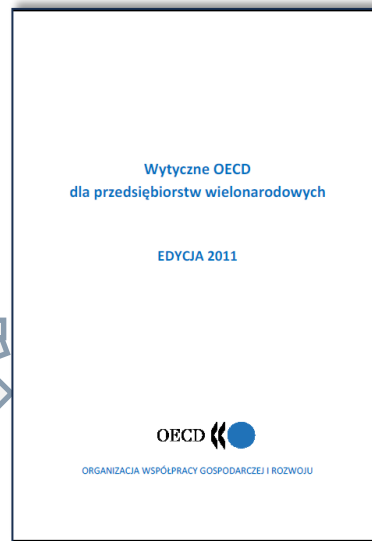 Wytyczne OECD
dla przedsiębiorstw wielonarodowych
EDYCJA 2011
OECD
ORGANIZACJA WSPÓŁPRACY GOSPODARCZEJ I ROZWOJU